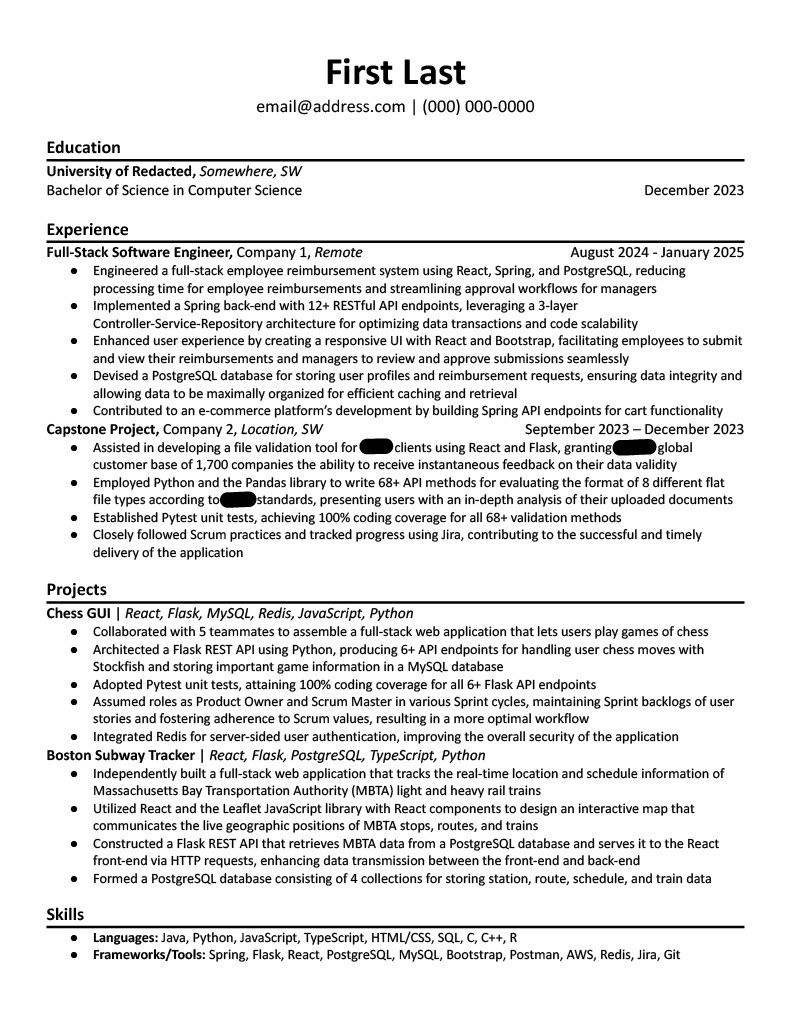 First Last
email@address.com | (000) 000-0000
Education
University of Redacted, Somewhere, SW
Bachelor of Science in Computer Science December 2023
Experience
Full-Stack Software Engineer, Company 1, Remote August 2024 - January 2025
● Engineered a full-stack employee reimbursement system using React, Spring, and PostgreSQL, reducing
processing time for employee reimbursements and streamlining approval workflows for managers
● Implemented a Spring back-end with 12+ RESTful API endpoints, leveraging a 3-layer
Controller-Service-Repository architecture for optimizing data transactions and code scalability
● Enhanced user experience by creating a responsive UI with React and Bootstrap, facilitating employees to submit
and view their reimbursements and managers to review and approve submissions seamlessly
● Devised a PostgreSQL database for storing user profiles and reimbursement requests, ensuring data integrity and
allowing data to be maximally organized for efficient caching and retrieval
● Contributed to an e-commerce platform’s development by building Spring API endpoints for cart functionality
Capstone Project, Company 2, Location, SW September 2023 – December 2023
● Assisted in developing a file validation tool for clients using React and Flask, granting global
customer base of 1,700 companies the ability to receive instantaneous feedback on their data validity
● Employed Python and the Pandas library to write 68+ API methods for evaluating the format of 8 different flat
file types according to standards, presenting users with an in-depth analysis of their uploaded documents
● Established Pytest unit tests, achieving 100% coding coverage for all 68+ validation methods
● Closely followed Scrum practices and tracked progress using Jira, contributing to the successful and timely
delivery of the application
Projects
Chess GUI | React, Flask, MySQL, Redis, JavaScript, Python
● Collaborated with 5 teammates to assemble a full-stack web application that lets users play games of chess
● Architected a Flask REST API using Python, producing 6+ API endpoints for handling user chess moves with
Stockfish and storing important game information in a MySQL database
● Adopted Pytest unit tests, attaining 100% coding coverage for all 6+ Flask API endpoints
● Assumed roles as Product Owner and Scrum Master in various Sprint cycles, maintaining Sprint backlogs of user
stories and fostering adherence to Scrum values, resulting in a more optimal workflow
● Integrated Redis for server-sided user authentication, improving the overall security of the application
Boston Subway Tracker | React, Flask, PostgreSQL, TypeScript, Python
● Independently built a full-stack web application that tracks the real-time location and schedule information of
Massachusetts Bay Transportation Authority (MBTA) light and heavy rail trains
● Utilized React and the Leaflet JavaScript library with React components to design an interactive map that
communicates the live geographic positions of MBTA stops, routes, and trains
● Constructed a Flask REST API that retrieves MBTA data from a PostgreSQL database and serves it to the React
front-end via HTTP requests, enhancing data transmission between the front-end and back-end
● Formed a PostgreSQL database consisting of 4 collections for storing station, route, schedule, and train data
Skills
● Languages: Java, Python, JavaScript, TypeScript, HTML/CSS, SQL, C, C++, R
● Frameworks/Tools: Spring, Flask, React, PostgreSQL, MySQL, Bootstrap, Postman, AWS, Redis, Jira, Git